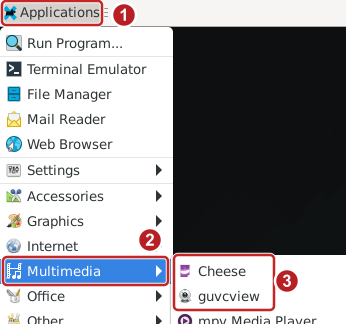 Applications
1
Run Program...
Terminal Emulator
File Manager
Mail Reader
Web Browser
Settings
Accessories
Graphics
Internet
2
Multimedia
Cheese
3
Office
guvcview
Other
mpv Media Player